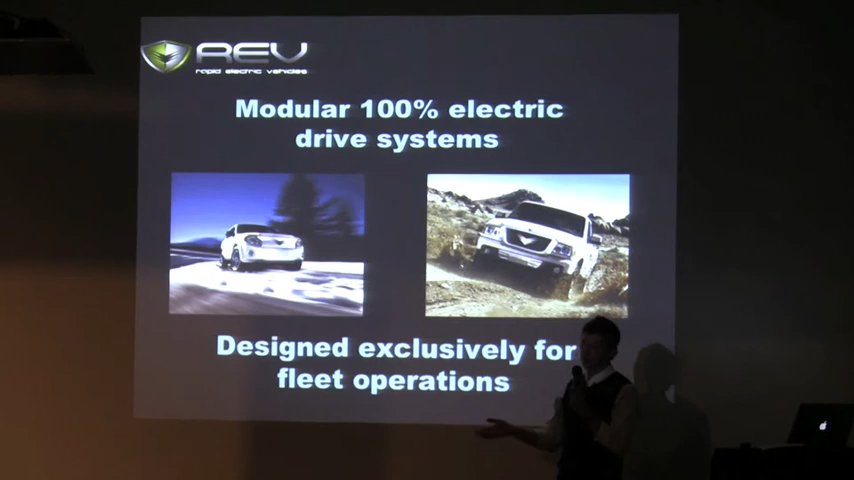 REV
rapid electric vehicles
Modular 100% electric
drive systems
Designed exclusively for
fleet operations